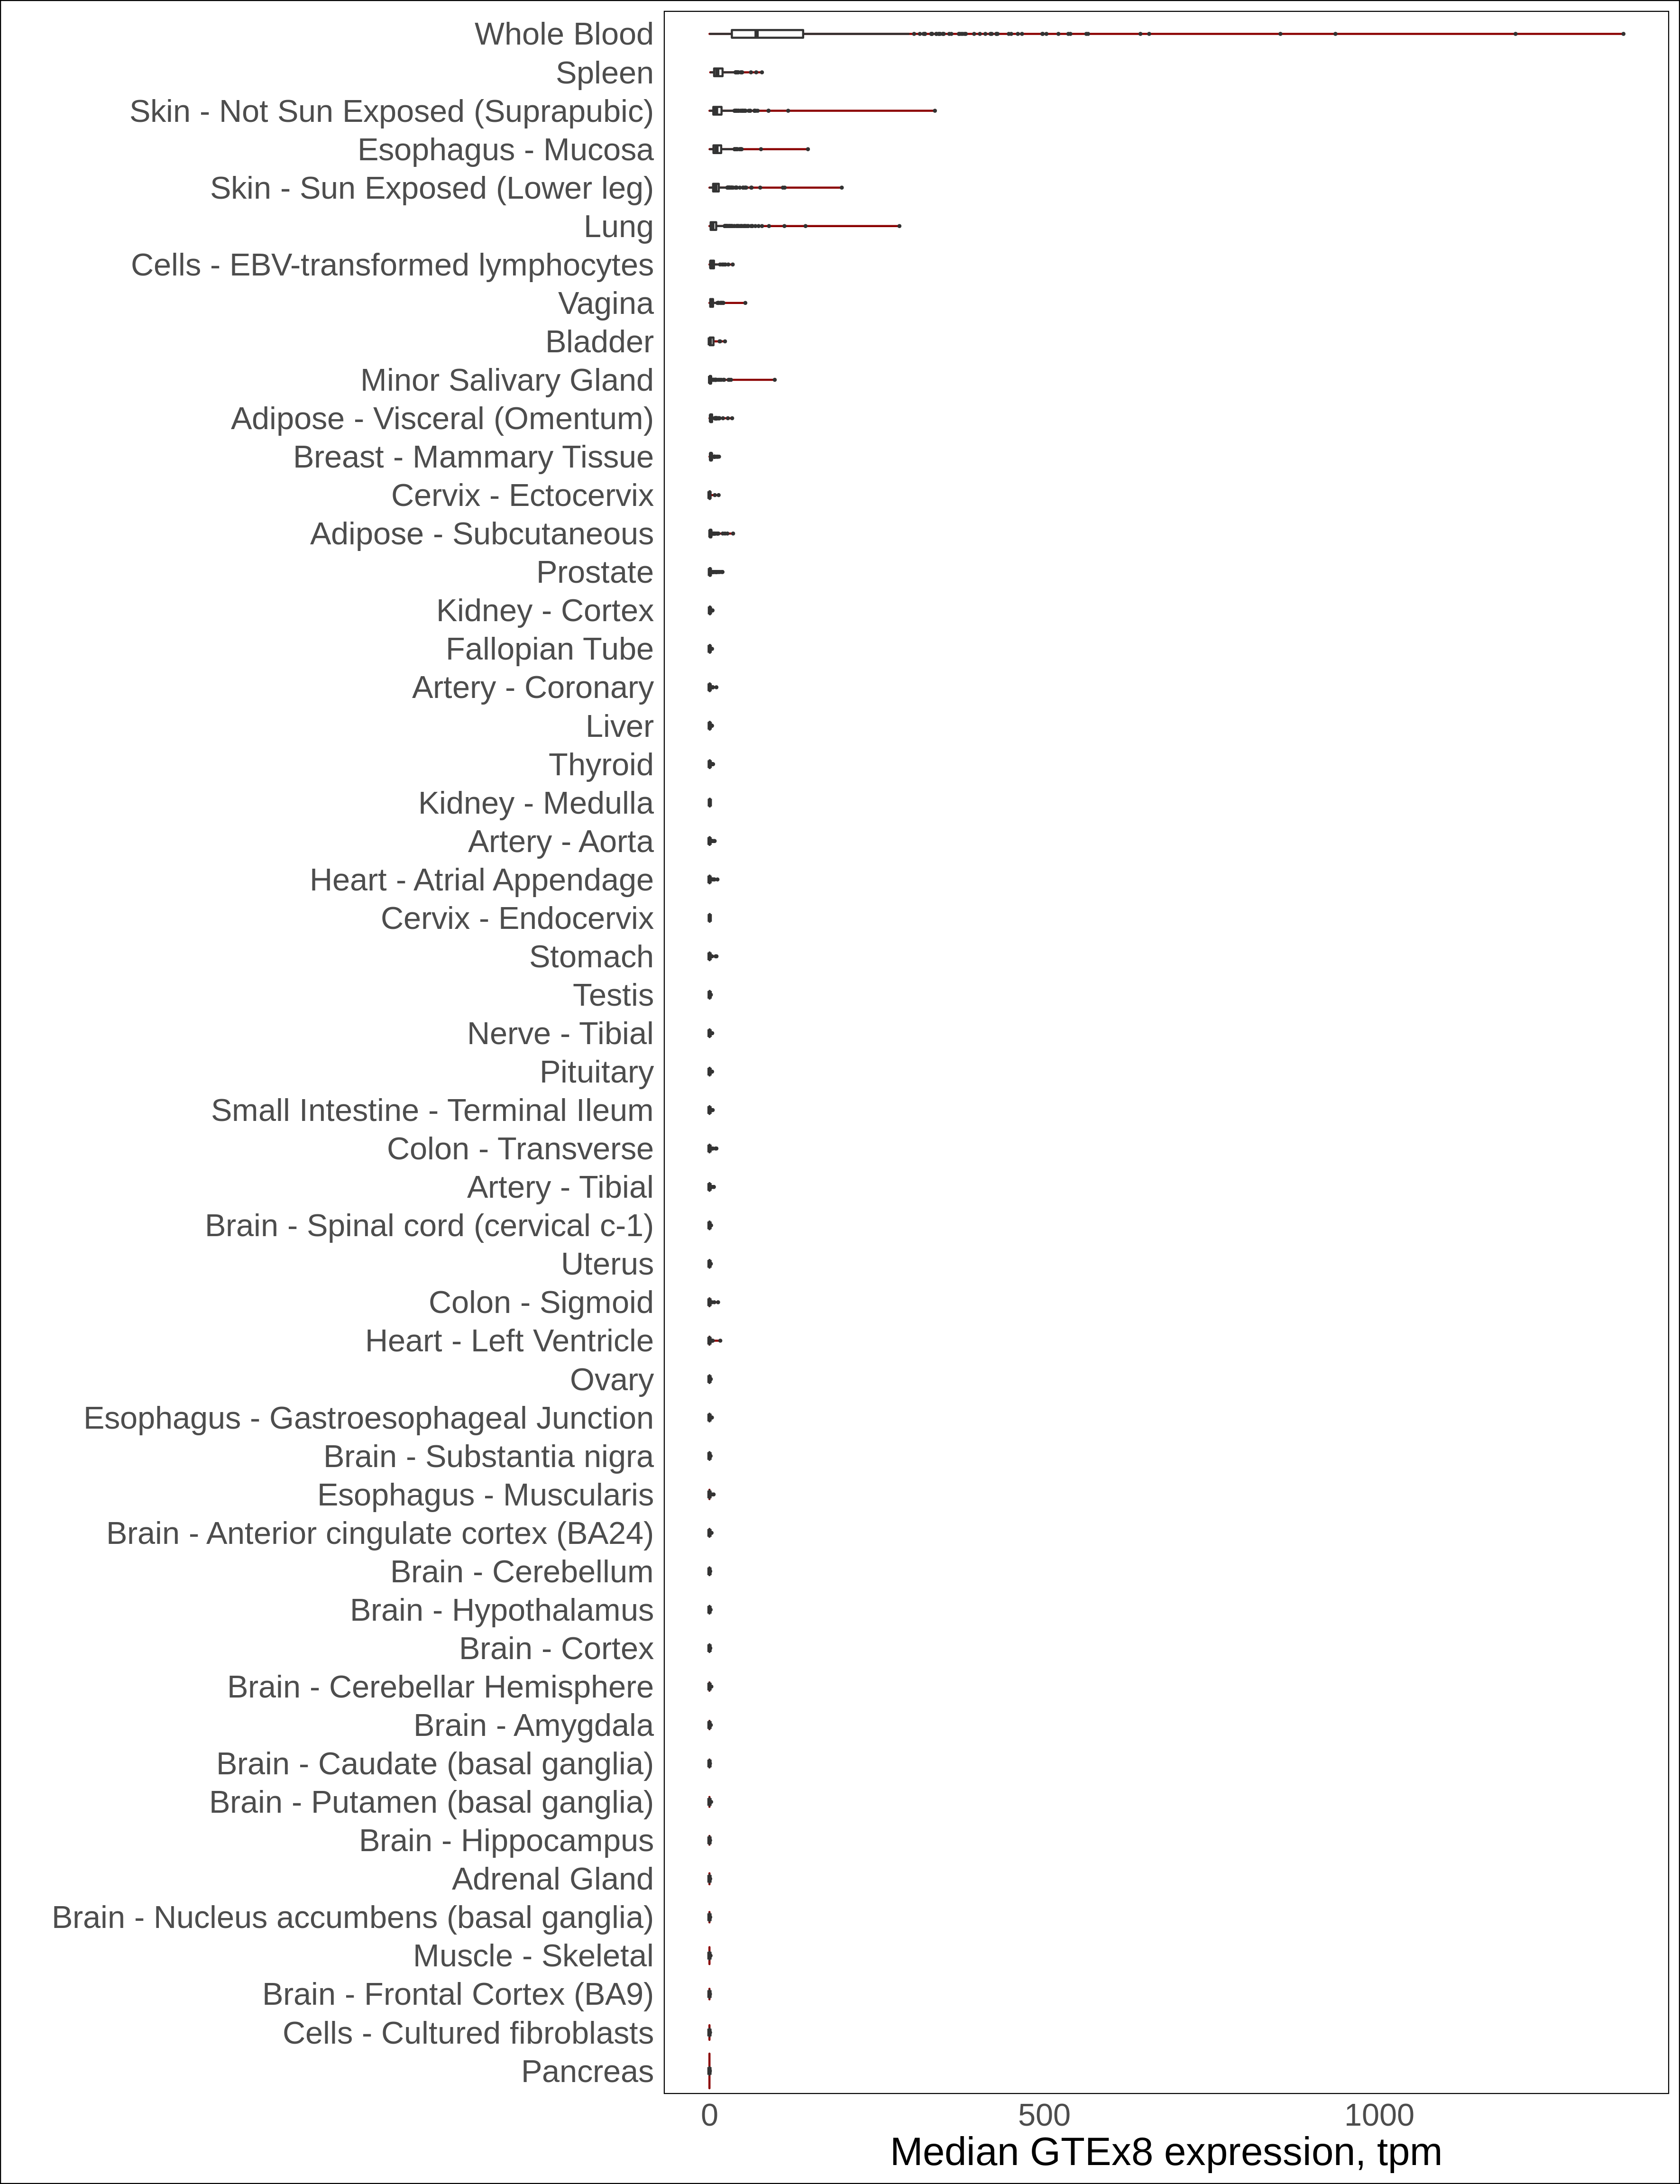 Whole Blood
Spleen
Skin - Not Sun Exposed (Suprapubic)
Esophagus - Mucosa
Skin - Sun Exposed (Lower leg)
Lung
Cells - EBV-transformed lymphocytes
Vagina
Bladder
Minor Salivary Gland
Adipose - Visceral (Omentum)
Breast - Mammary Tissue
Cervix - Ectocervix
Adipose - Subcutaneous
Prostate
Kidney - Cortex
Fallopian Tube
Artery - Coronary
Liver
Thyroid
Kidney - Medulla
Artery - Aorta
Heart - Atrial Appendage
Cervix - Endocervix
Stomach
Testis
Nerve - Tibial
Pituitary
Small Intestine - Terminal Ileum
Colon - Transverse
Artery - Tibial
Brain - Spinal cord (cervical c-1)
Uterus
Colon - Sigmoid
Heart - Left Ventricle
Ovary
Esophagus - Gastroesophageal Junction
Brain - Substantia nigra
Esophagus - Muscularis
Brain - Anterior cingulate cortex (BA24)
Brain - Cerebellum
Brain - Hypothalamus
Brain - Cortex
Brain - Cerebellar Hemisphere
Brain - Amygdala
Brain - Caudate (basal ganglia)
Brain - Putamen (basal ganglia)
Brain - Hippocampus
Adrenal Gland
Brain - Nucleus accumbens (basal ganglia)
Muscle - Skeletal
Brain - Frontal Cortex (BA9)
Cells - Cultured fibroblasts
Pancreas
0 500 1000
Median GTEx8 expression, tpm